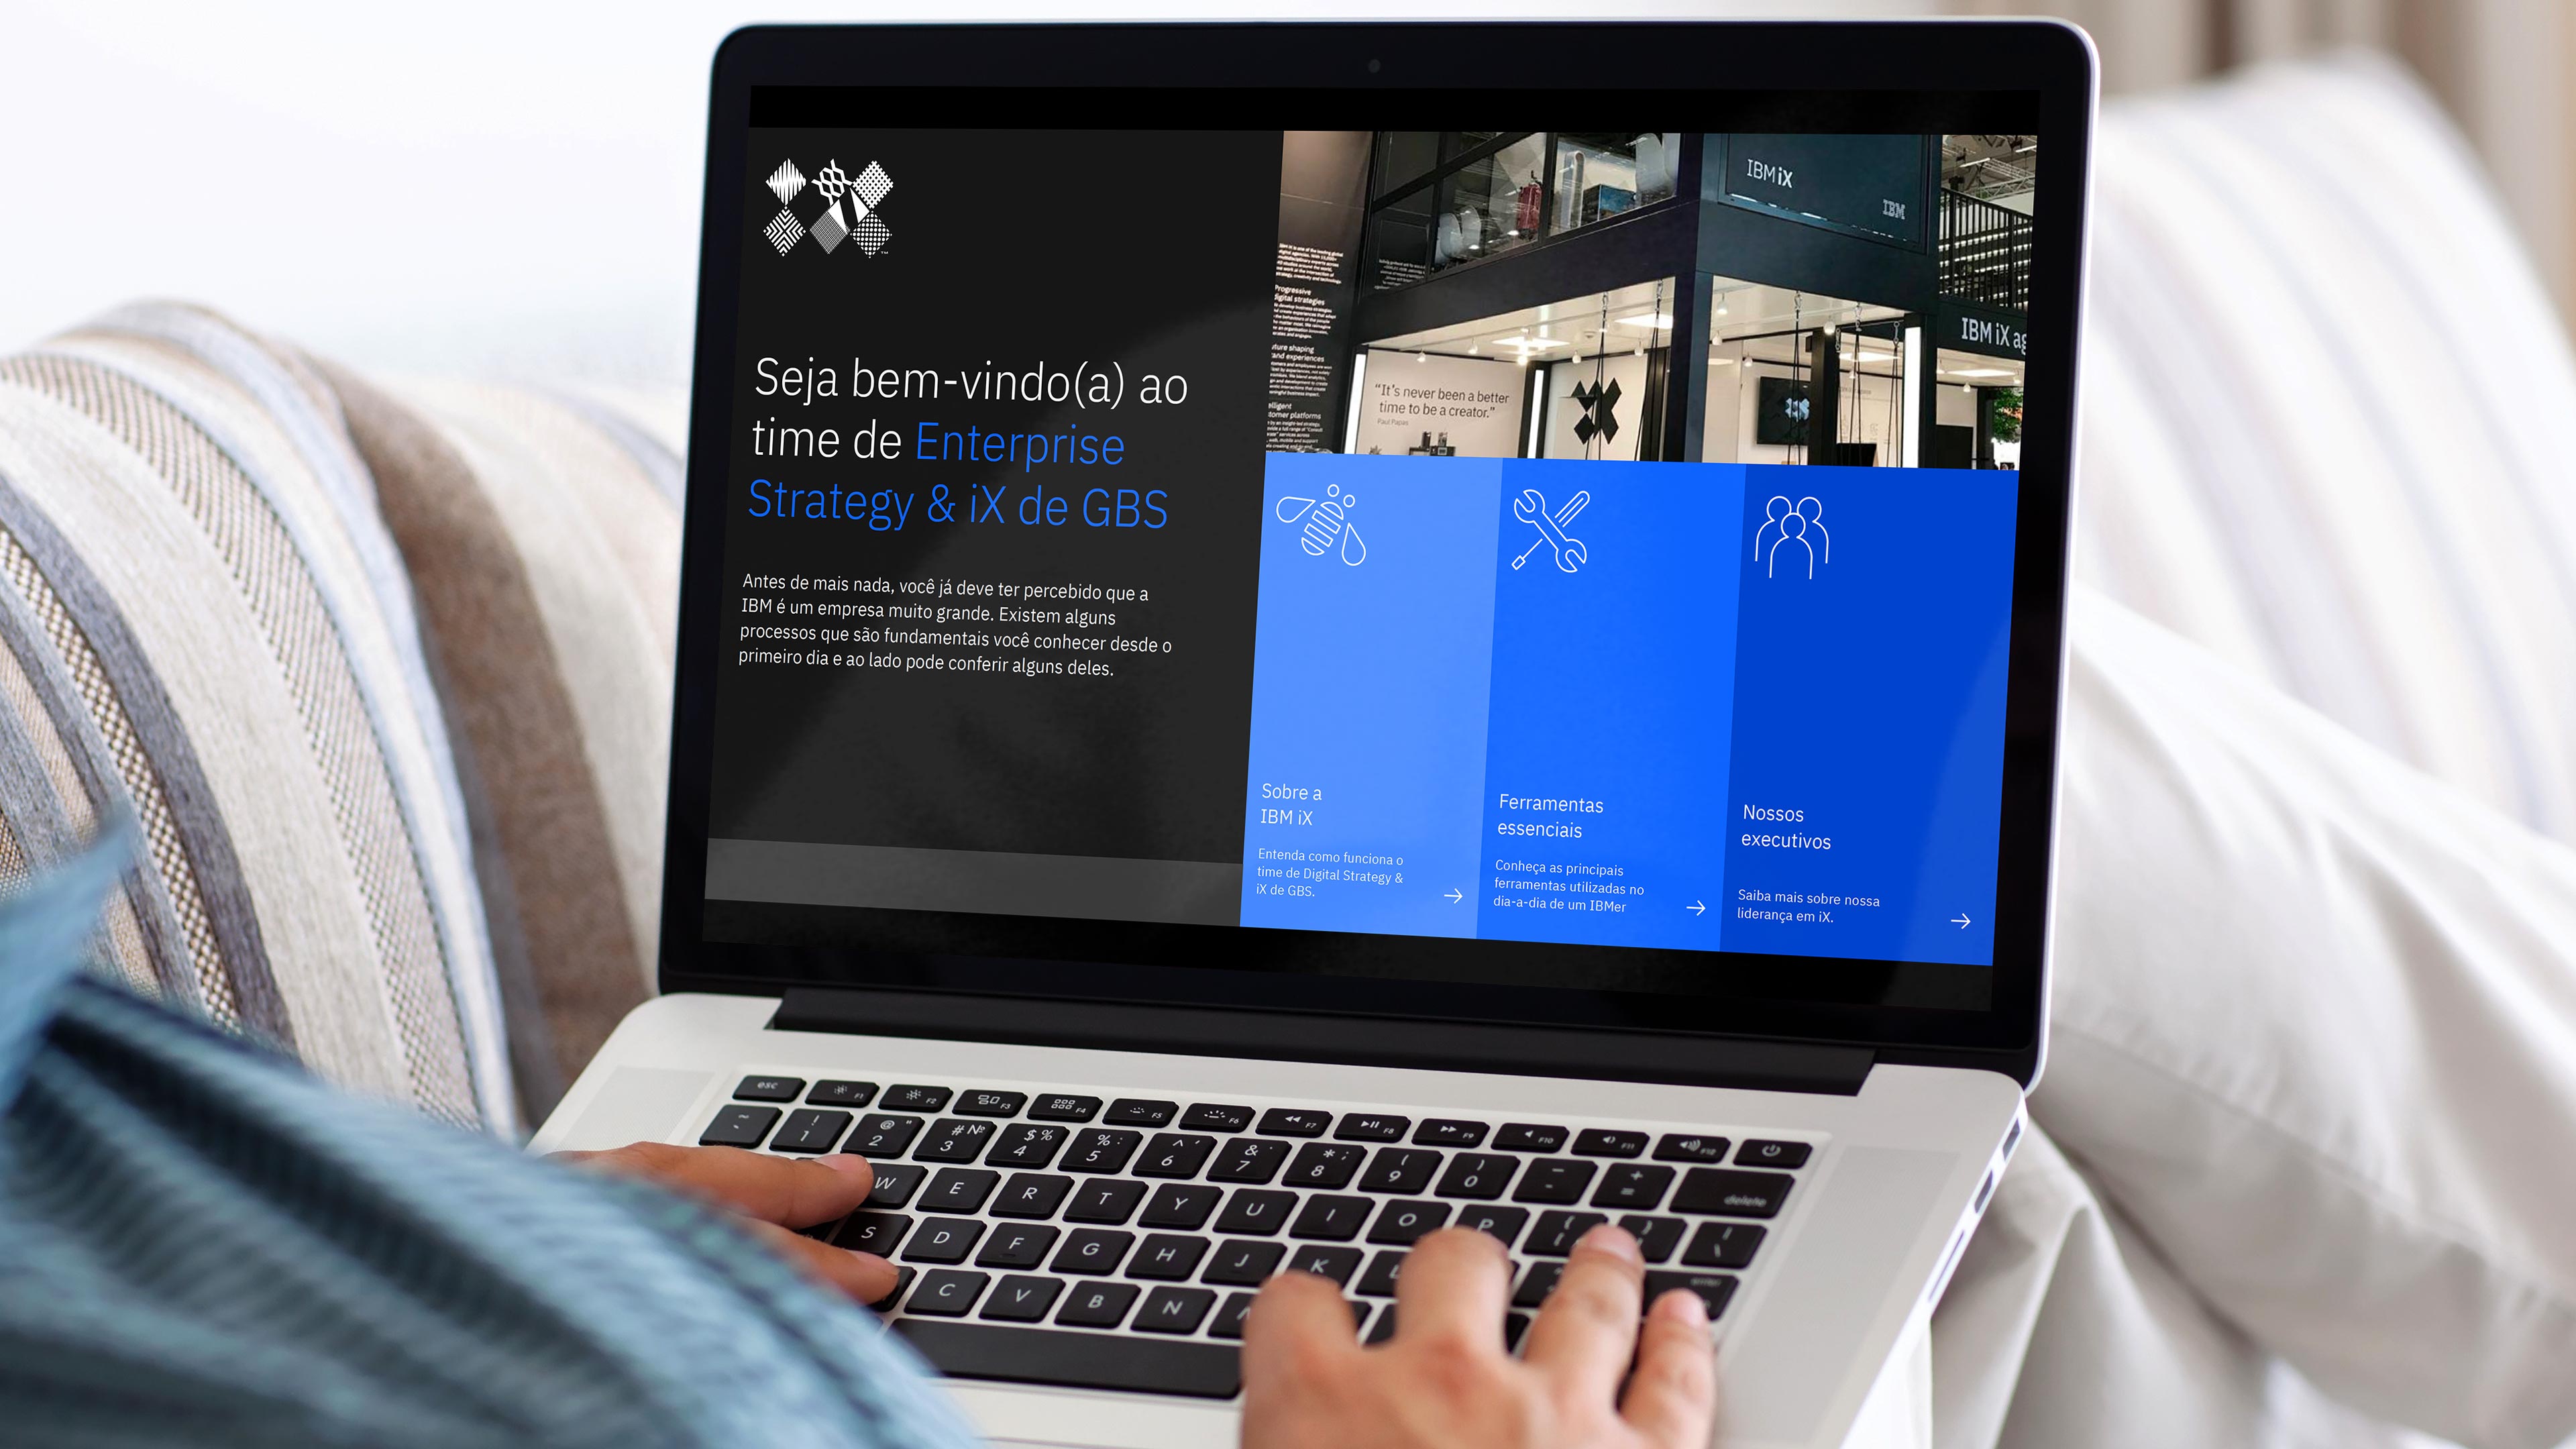 Seja bem-vindo(a) ao
time de Enterprise
Strategy & iX de GBS
Antes de mais nada, você já deve ter percebido que a
IBM é um empresa muito grande. Existem alguns
processos que são fundamentais você conhecer desde o
primeiro dia e ao lado pode conferir alguns deles.
IBM iX
IBM
IBM iX ag
Progressive
digital strategies
and experiences
"It's never been a better
time to be a creator."
Paul Papas
Sobre a
IBM iX
Entenda como funciona o
time de Digital Strategy &
iX de GBS.
Ferramentas
essenciais
Conheça as principais
ferramentas utilizadas no
dia-a-dia de um IBMer
Nossos
executivos
Saiba mais sobre nossa
liderança em iX.
esc F1 F2 F3 F4 F5 F6 F7 F8 F9 F10 F11 F12
~ ! 1 @ " 2 # № 3 $ % 4 % : 5 ^ ' 6 & 7 * ; 8 ( 9 ) 0 - + = delete
W E R T Y U I O P { }
S D F G H J K L enter
C V B N